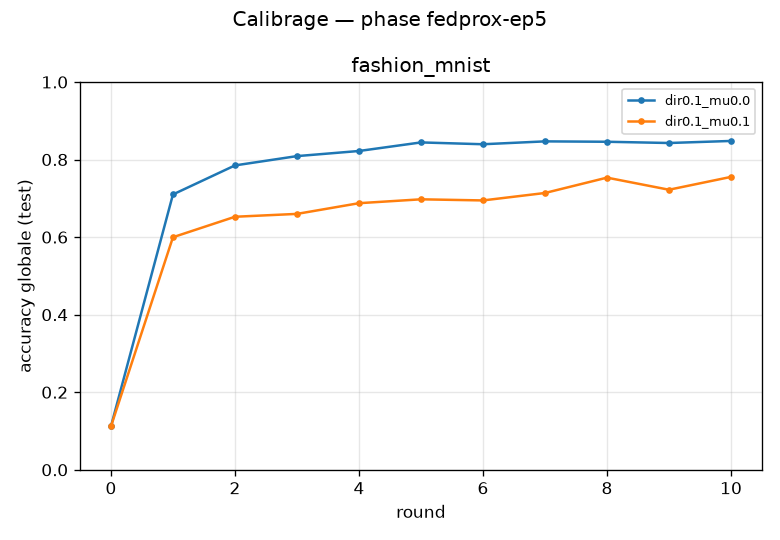 Calibrage — phase fedprox-ep5
fashion_mnist
dir0.1_mu0.0
dir0.1_mu0.1
accuracy globale (test)
1.0
0.8
0.6
0.4
0.2
0.0
0 2 4 6 8 10
round